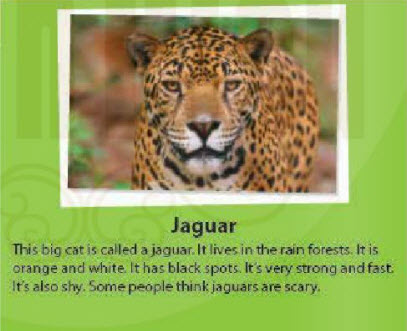 Jaguar
This big cat is called a jaguar. It lives in the rain forests. It is
orange and white. It has black spots. It's very strong and fast.
It's also shy. Some people think jaguars are scary.